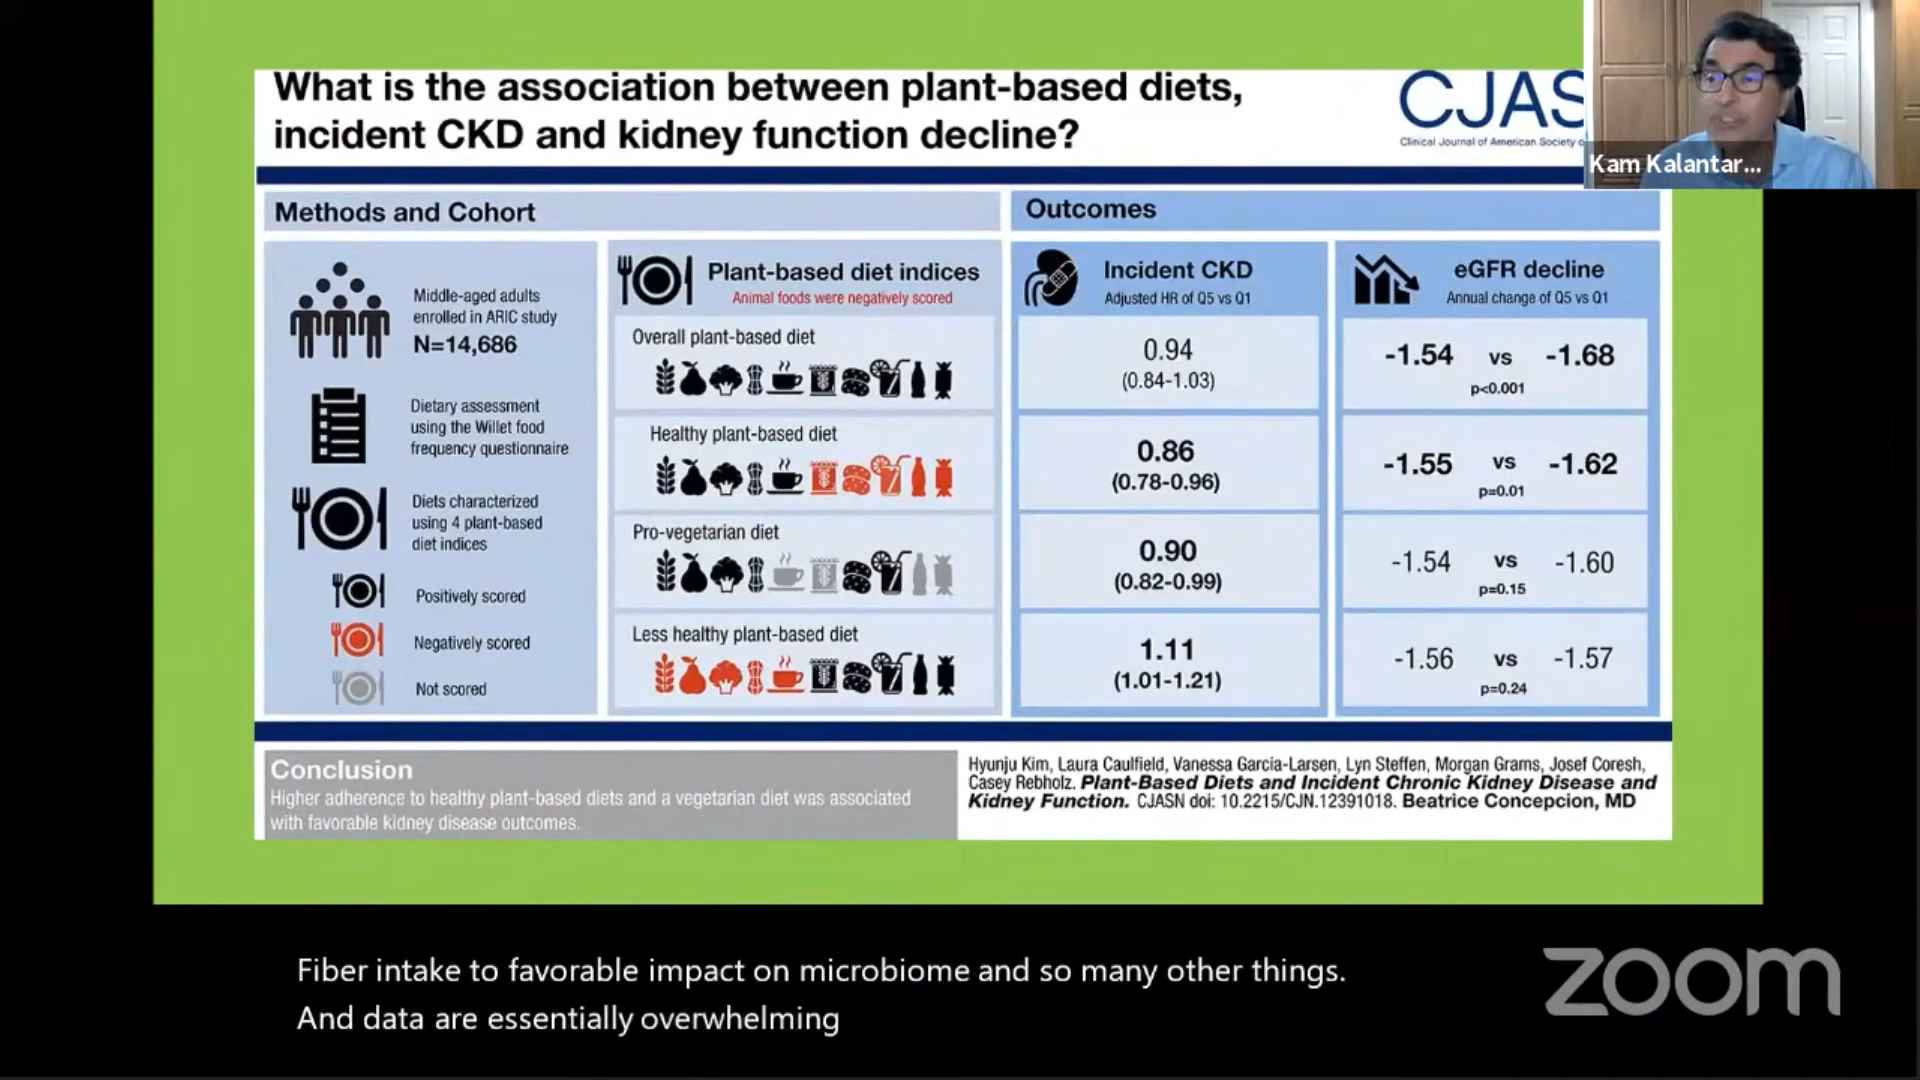 What is the association between plant-based diets,
incident CKD and kidney function decline?
CJAS
Clinical Journal of American Society
Kam Kalantar...
Methods and Cohort
Outcomes
Middle-aged adults
enrolled in ARIC study
N=14,686
Dietary assessment
using the Willet food
frequency questionnaire
Diets characterized
using 4 plant-based
diet indices
Positively scored
Negatively scored
Not scored
Plant-based diet indices
Animal foods were negatively scored
Overall plant-based diet
Healthy plant-based diet
Pro-vegetarian diet
Less healthy plant-based diet
Incident CKD
Adjusted HR of Q5 vs Q1
0.94
(0.84-1.03)
0.86
(0.78-0.96)
0.90
(0.82-0.99)
1.11
(1.01-1.21)
eGFR decline
Annual change of Q5 vs Q1
-1.54 vs -1.68
p<0.001
-1.55 vs -1.62
p=0.01
-1.54 vs -1.60
p=0.15
-1.56 vs -1.57
p=0.24
Conclusion
Higher adherence to healthy plant-based diets and a vegetarian diet was associated
with favorable kidney disease outcomes.
Hyunju Kim, Laura Caulfield, Vanessa Garcia-Larsen, Lyn Steffen, Morgan Grams, Josef Coresh,
Casey Rebholz. Plant-Based Diets and Incident Chronic Kidney Disease and
Kidney Function. CJASN doi: 10.2215/CJN.12391018. Beatrice Concepcion, MD
Fiber intake to favorable impact on microbiome and so many other things.
And data are essentially overwhelming
zoom